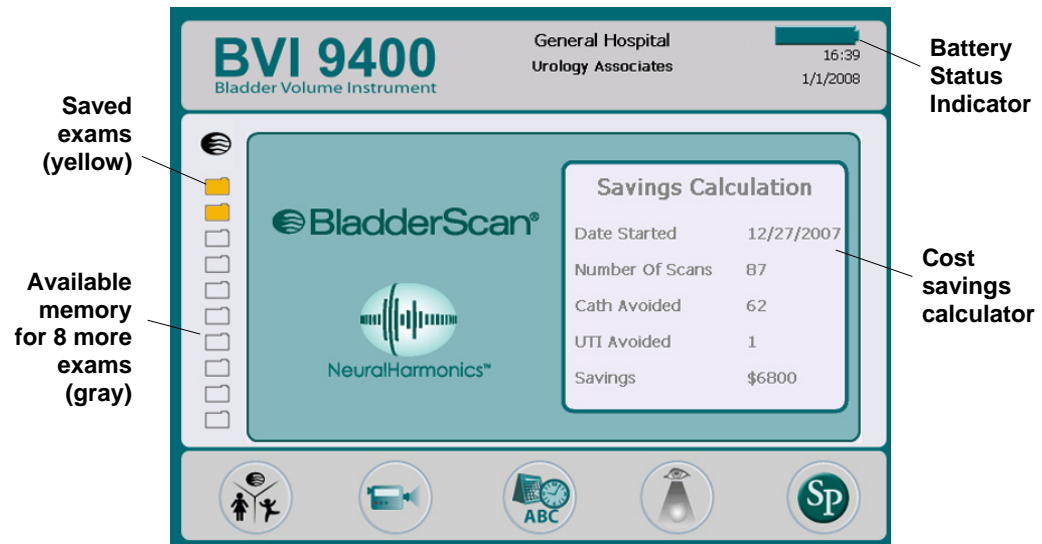 BVI 9400
Bladder Volume Instrument
General Hospital
Urology Associates
16:39
1/1/2008
Battery
Status
Indicator
Saved
exams
(yellow)
Available
memory
for 8 more
exams
(gray)
BladderScan®
NeuralHarmonics™
Savings Calculation
Date Started 12/27/2007
Number Of Scans 87
Cath Avoided 62
UTI Avoided 1
Savings $6800
Cost
savings
calculator
ABC
SP